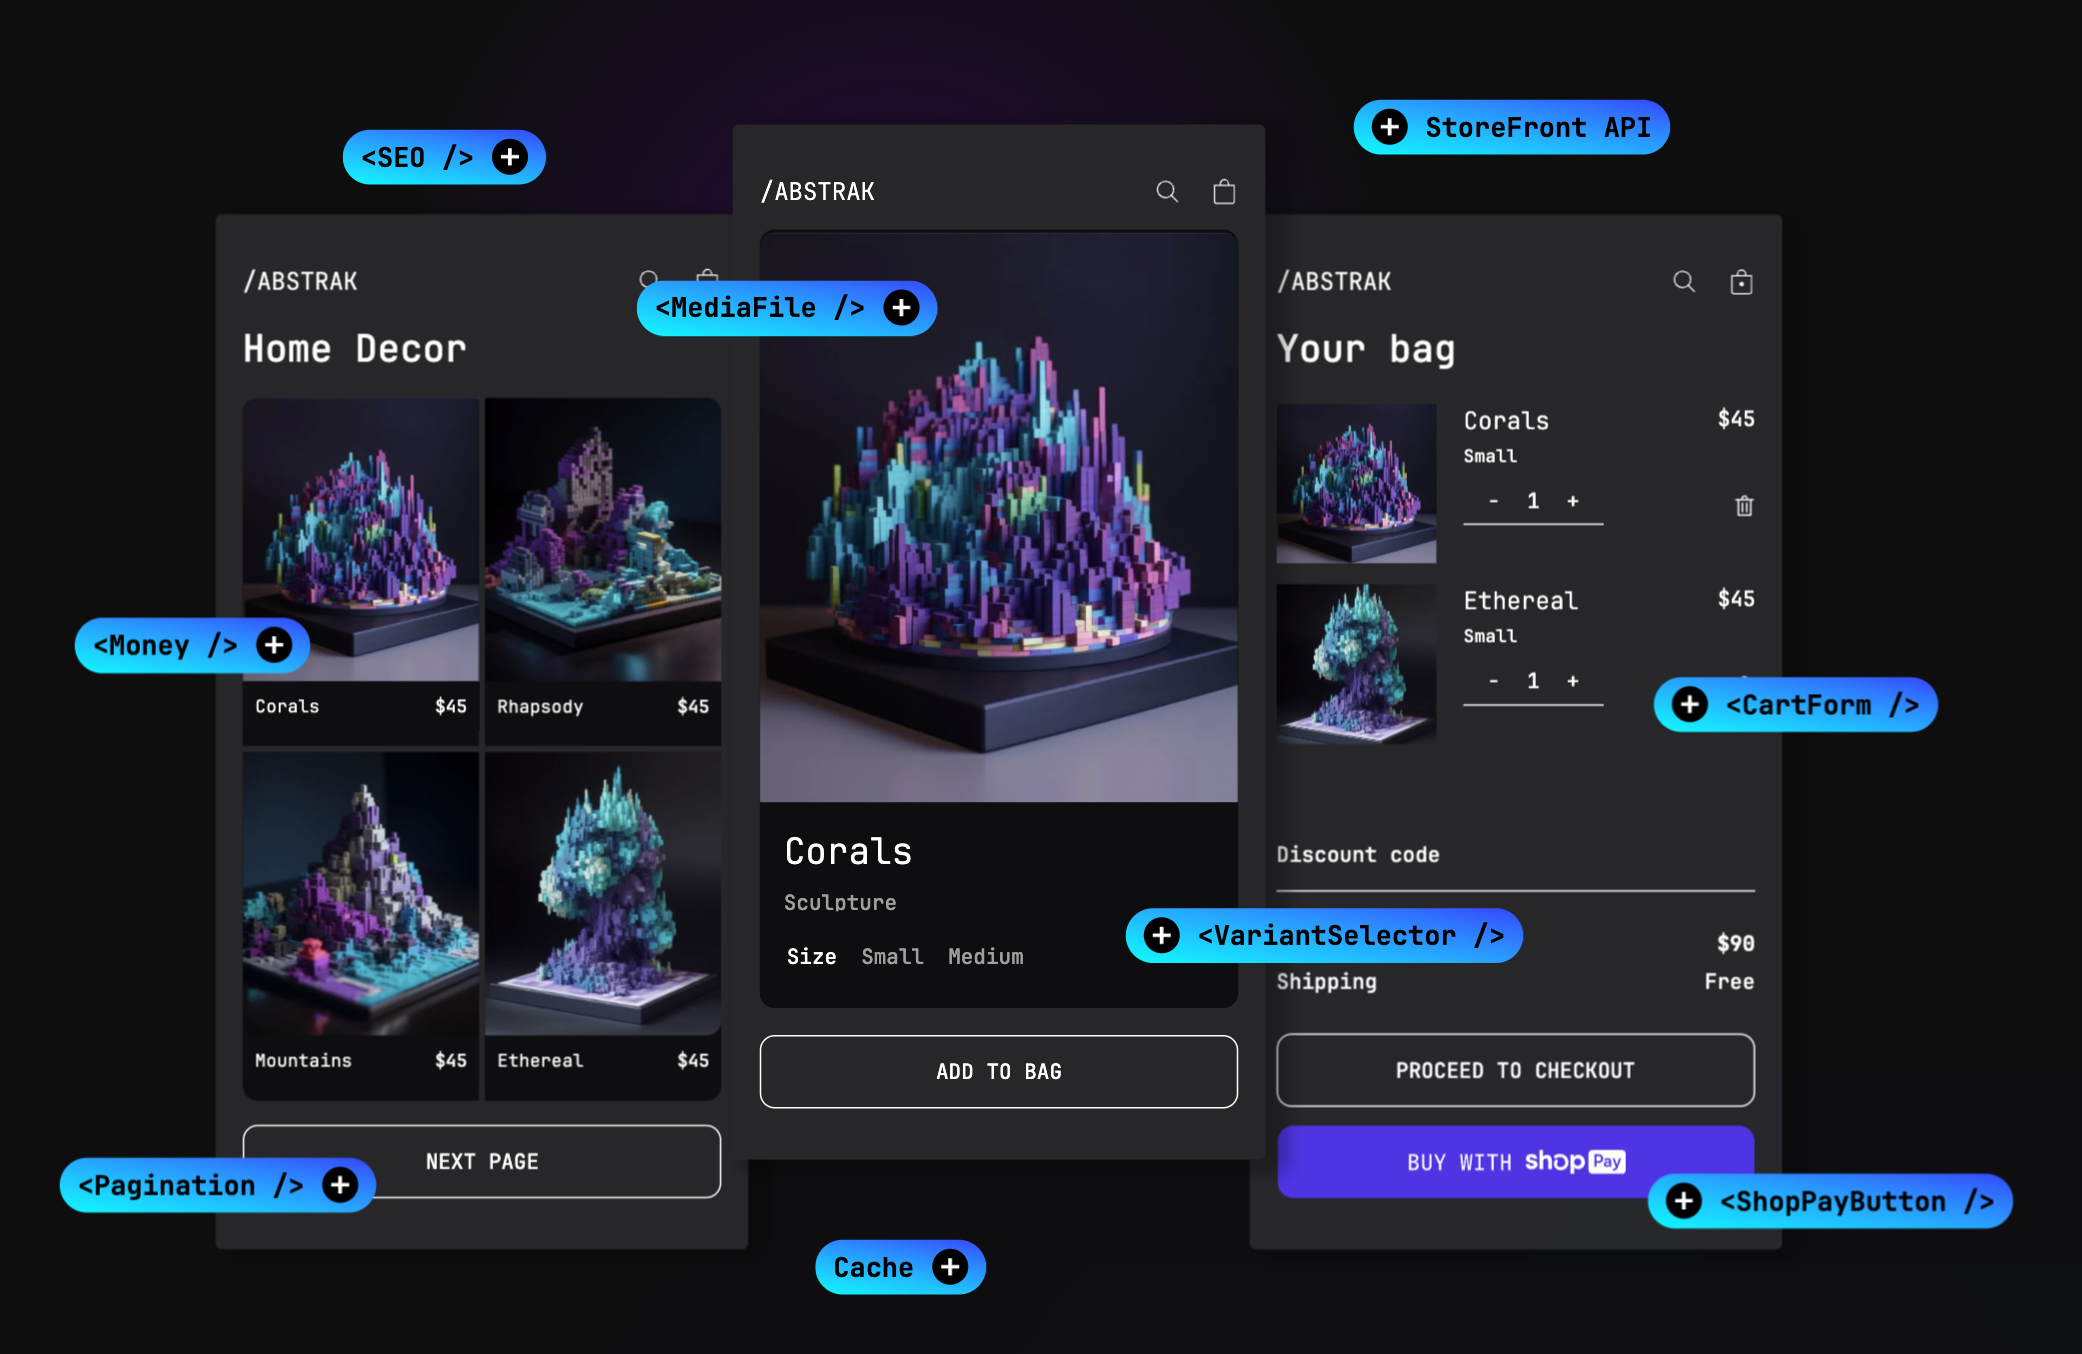 <SEO />
StoreFront API
/ABSTRAK
Home Decor
<Money />
Corals $45
Rhapsody $45
Mountains $45
Ethereal $45
NEXT PAGE
<Pagination />
/ABSTRAK
<MediaFile />
Corals
Sculpture
Size Small Medium
<VariantSelector />
ADD TO BAG
Cache
/ABSTRAK
Your bag
Corals $45
Small
- 1 +
Ethereal $45
Small
- 1 +
<CartForm />
Discount code
$90
Shipping Free
PROCEED TO CHECKOUT
BUY WITH shop Pay
<ShopPayButton />